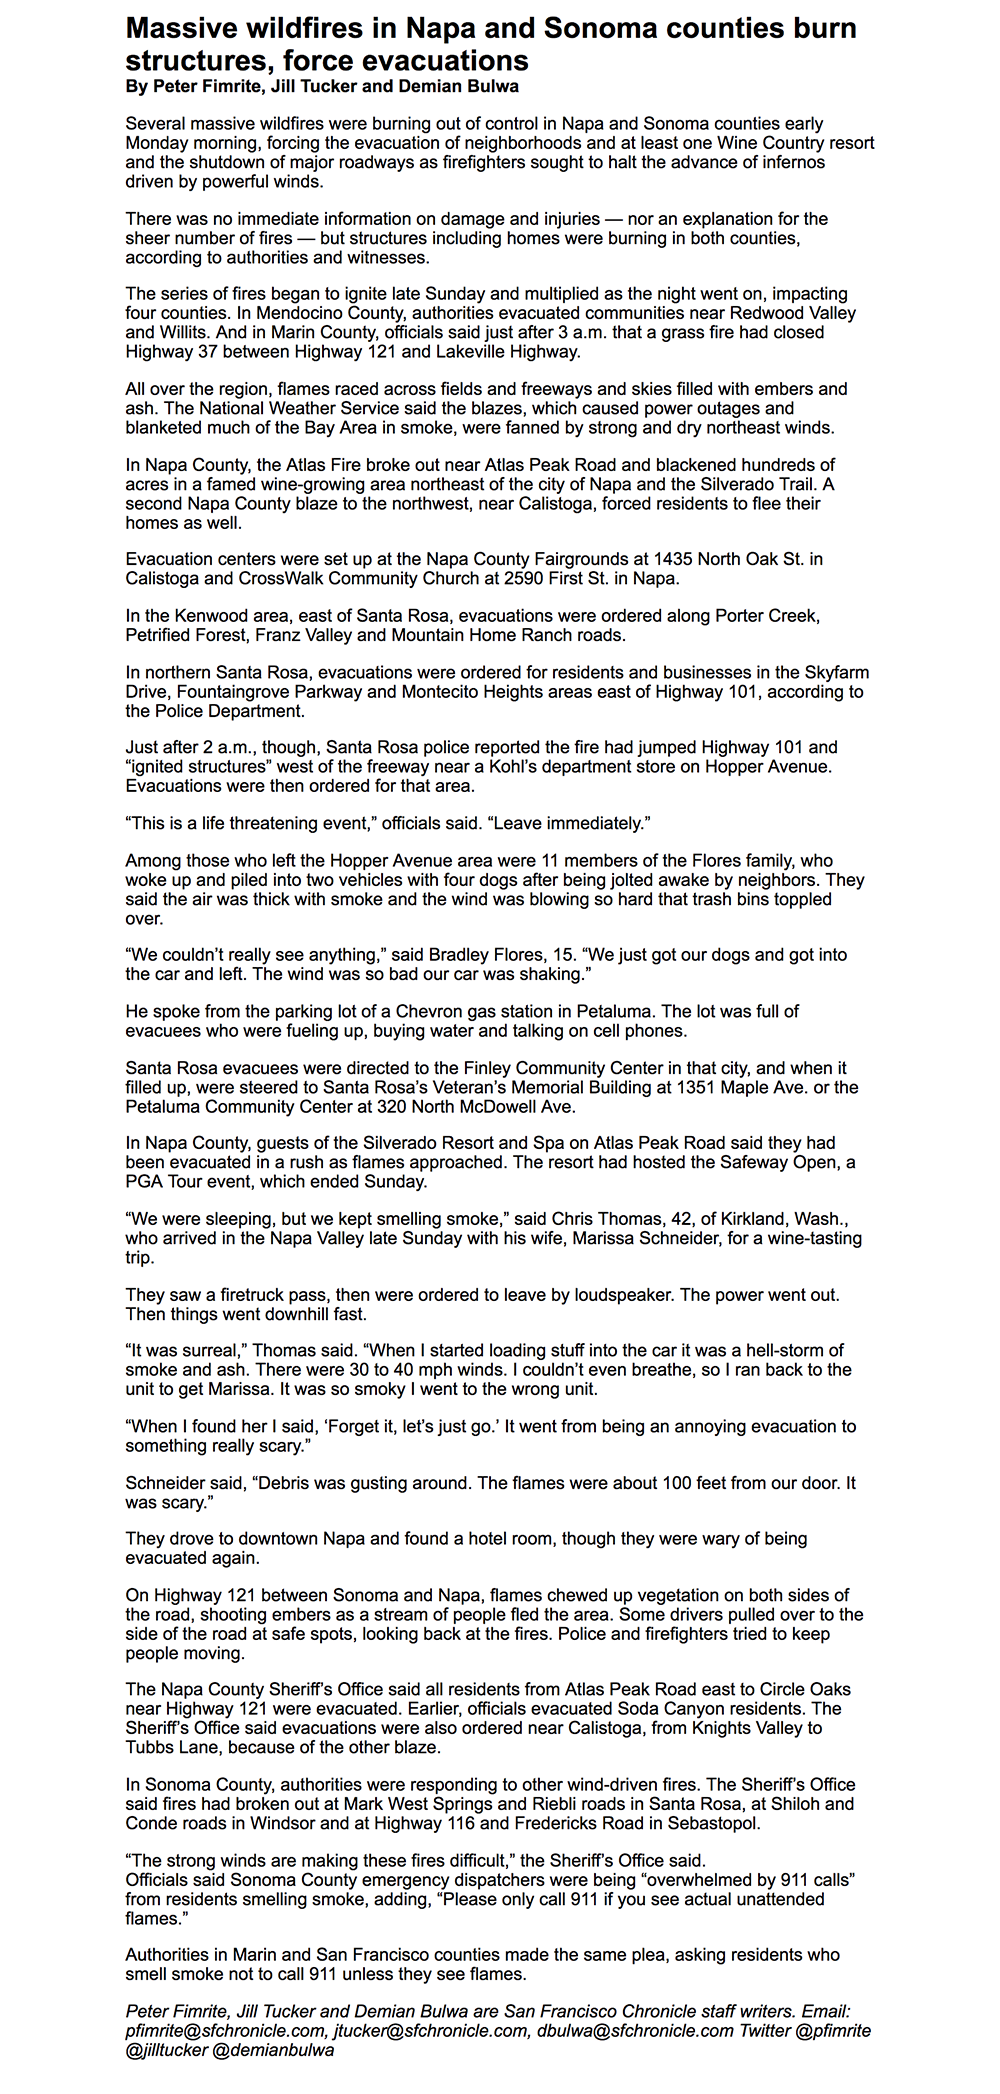 Massive wildfires in Napa and Sonoma counties burn
structures, force evacuations
By Peter Fimrite, Jill Tucker and Demian Bulwa
Several massive wildfires were burning out of control in Napa and Sonoma counties early
Monday morning, forcing the evacuation of neighborhoods and at least one Wine Country resort
and the shutdown of major roadways as firefighters sought to halt the advance of infernos
driven by powerful winds.
There was no immediate information on damage and injuries — nor an explanation for the
sheer number of fires — but structures including homes were burning in both counties,
according to authorities and witnesses.
The series of fires began to ignite late Sunday and multiplied as the night went on, impacting
four counties. In Mendocino County, authorities evacuated communities near Redwood Valley
and Willits. And in Marin County, officials said just after 3 a.m. that a grass fire had closed
Highway 37 between Highway 121 and Lakeville Highway.
All over the region, flames raced across fields and freeways and skies filled with embers and
ash. The National Weather Service said the blazes, which caused power outages and
blanketed much of the Bay Area in smoke, were fanned by strong and dry northeast winds.
In Napa County, the Atlas Fire broke out near Atlas Peak Road and blackened hundreds of
acres in a famed wine-growing area northeast of the city of Napa and the Silverado Trail. A
second Napa County blaze to the northwest, near Calistoga, forced residents to flee their
homes as well.
Evacuation centers were set up at the Napa County Fairgrounds at 1435 North Oak St. in
Calistoga and CrossWalk Community Church at 2590 First St. in Napa.
In the Kenwood area, east of Santa Rosa, evacuations were ordered along Porter Creek,
Petrified Forest, Franz Valley and Mountain Home Ranch roads.
In northern Santa Rosa, evacuations were ordered for residents and businesses in the Skyfarm
Drive, Fountaingrove Parkway and Montecito Heights areas east of Highway 101, according to
the Police Department.
Just after 2 a.m., though, Santa Rosa police reported the fire had jumped Highway 101 and
“ignited structures” west of the freeway near a Kohl’s department store on Hopper Avenue.
Evacuations were then ordered for that area.
“This is a life threatening event,” officials said. “Leave immediately.”
Among those who left the Hopper Avenue area were 11 members of the Flores family, who
woke up and piled into two vehicles with four dogs after being jolted awake by neighbors. They
said the air was thick with smoke and the wind was blowing so hard that trash bins toppled
over.
“We couldn’t really see anything,” said Bradley Flores, 15. “We just got our dogs and got into
the car and left. The wind was so bad our car was shaking.”
He spoke from the parking lot of a Chevron gas station in Petaluma. The lot was full of
evacuees who were fueling up, buying water and talking on cell phones.
Santa Rosa evacuees were directed to the Finley Community Center in that city, and when it
filled up, were steered to Santa Rosa’s Veteran’s Memorial Building at 1351 Maple Ave. or the
Petaluma Community Center at 320 North McDowell Ave.
In Napa County, guests of the Silverado Resort and Spa on Atlas Peak Road said they had
been evacuated in a rush as flames approached. The resort had hosted the Safeway Open, a
PGA Tour event, which ended Sunday.
“We were sleeping, but we kept smelling smoke,” said Chris Thomas, 42, of Kirkland, Wash.,
who arrived in the Napa Valley late Sunday with his wife, Marissa Schneider, for a wine-tasting
trip.
They saw a firetruck pass, then were ordered to leave by loudspeaker. The power went out.
Then things went downhill fast.
“It was surreal,” Thomas said. “When I started loading stuff into the car it was a hell-storm of
smoke and ash. There were 30 to 40 mph winds. I couldn’t even breathe, so I ran back to the
unit to get Marissa. It was so smoky I went to the wrong unit.
“When I found her I said, ‘Forget it, let’s just go.’ It went from being an annoying evacuation to
something really scary.”
Schneider said, “Debris was gusting around. The flames were about 100 feet from our door. It
was scary.”
They drove to downtown Napa and found a hotel room, though they were wary of being
evacuated again.
On Highway 121 between Sonoma and Napa, flames chewed up vegetation on both sides of
the road, shooting embers as a stream of people fled the area. Some drivers pulled over to the
side of the road at safe spots, looking back at the fires. Police and firefighters tried to keep
people moving.
The Napa County Sheriff’s Office said all residents from Atlas Peak Road east to Circle Oaks
near Highway 121 were evacuated. Earlier, officials evacuated Soda Canyon residents. The
Sheriff’s Office said evacuations were also ordered near Calistoga, from Knights Valley to
Tubbs Lane, because of the other blaze.
In Sonoma County, authorities were responding to other wind-driven fires. The Sheriff’s Office
said fires had broken out at Mark West Springs and Riebli roads in Santa Rosa, at Shiloh and
Conde roads in Windsor and at Highway 116 and Fredericks Road in Sebastopol.
“The strong winds are making these fires difficult,” the Sheriff’s Office said.
Officials said Sonoma County emergency dispatchers were being “overwhelmed by 911 calls”
from residents smelling smoke, adding, “Please only call 911 if you see actual unattended
flames.”
Authorities in Marin and San Francisco counties made the same plea, asking residents who
smell smoke not to call 911 unless they see flames.
Peter Fimrite, Jill Tucker and Demian Bulwa are San Francisco Chronicle staff writers. Email:
pfimrite@sfchronicle.com, jtucker@sfchronicle.com, dbulwa@sfchronicle.com Twitter @pfimrite
@jilltucker @demianbulwa